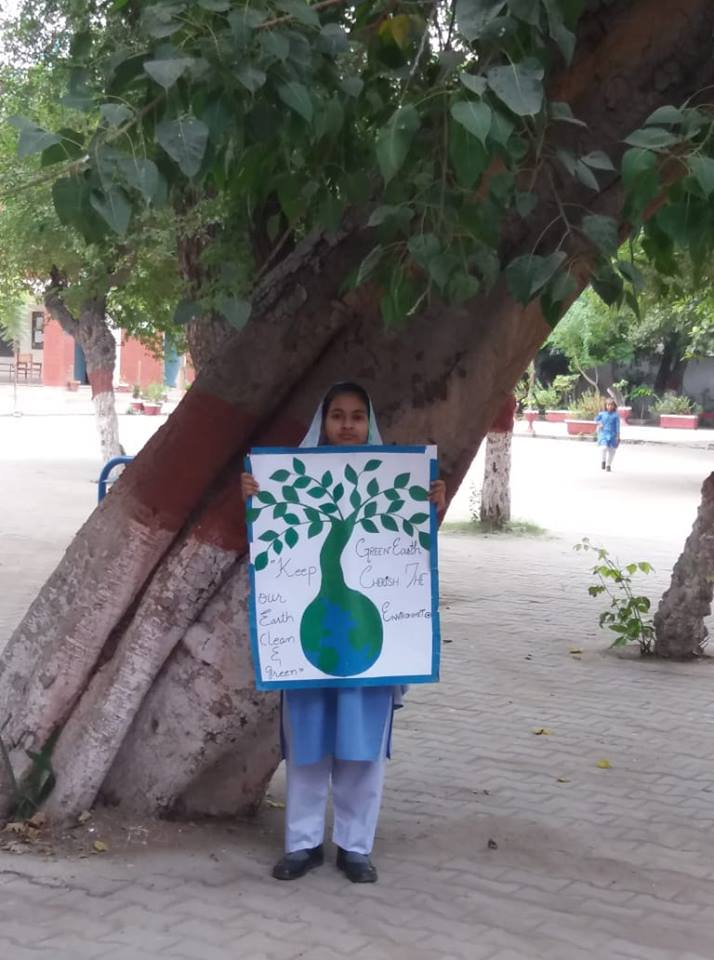 "Keep
our
Earth
Clean
&
green"
GREEN Earth
CHERISH THE
ENVIRONMENT